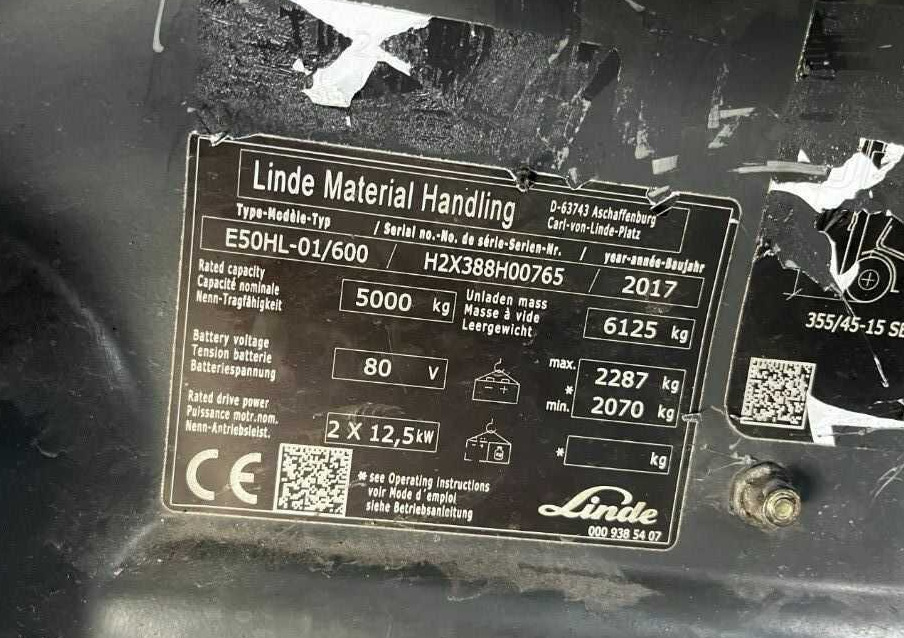 Linde Material Handling
D-63743 Aschaffenburg
Carl-von-Linde-Platz
Type-Modèle-Typ / Serial no.-No. de série-Serien-Nr. / year-année-Baujahr
E50HL-01/600 / H2X388H00765 / 2017
Rated capacity
Capacité nominale
Nenn-Tragfähigkeit
5000 kg
Unladen mass
Masse à vide
Leergewicht
6125 kg
Battery voltage
Tension batterie
Batteriespannung
80 V
- +
max. 2287 kg
*
min. 2070 kg
Rated drive power
Puissance motr.nom.
Nenn-Antriebsleist.
2 X 12,5kW
* kg
CE
* see Operating instructions
voir Mode d'emploi
siehe Betriebsanleitung
Linde
000 938 54 07
355/45-15 SE